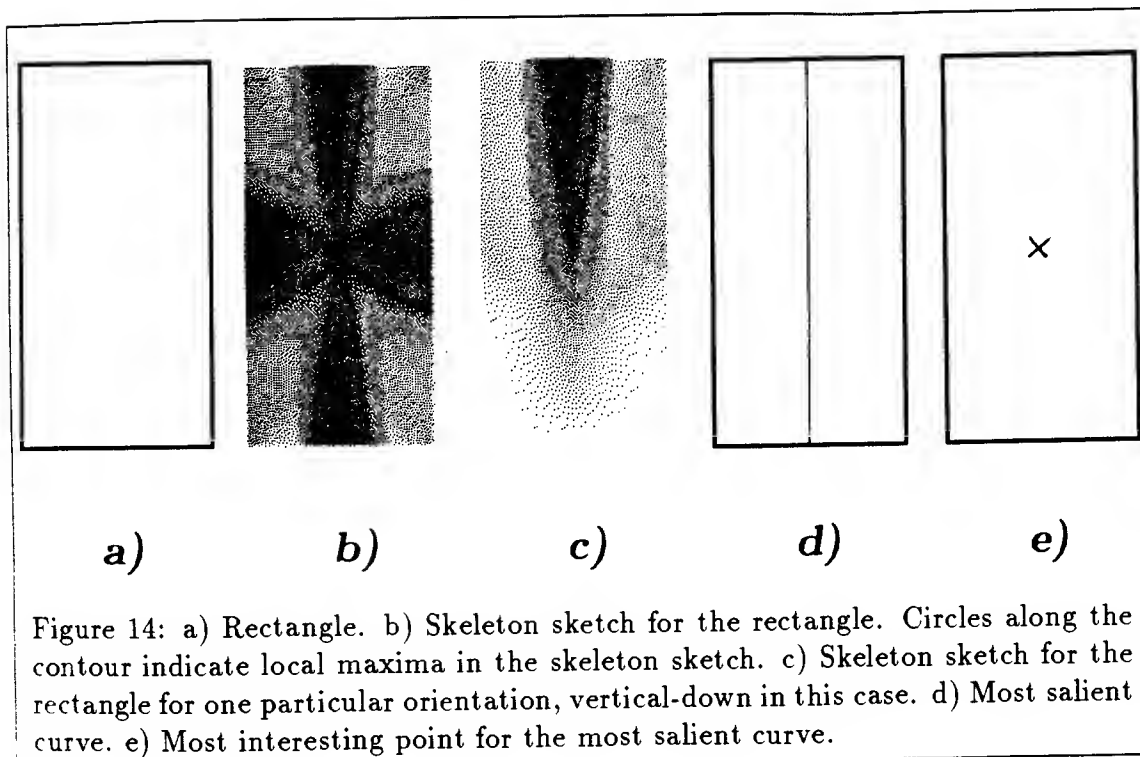 a) b) c) d) e)
Figure 14: a) Rectangle. b) Skeleton sketch for the rectangle. Circles along the
contour indicate local maxima in the skeleton sketch. c) Skeleton sketch for the
rectangle for one particular orientation, vertical-down in this case. d) Most salient
curve. e) Most interesting point for the most salient curve.